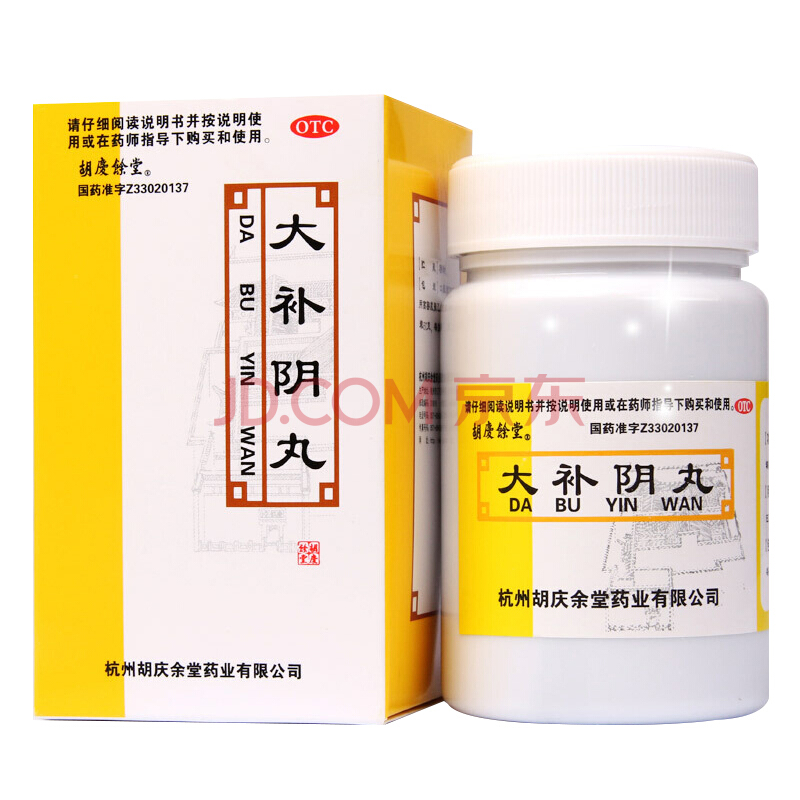 请仔细阅读说明书并按说明使
用或在药师指导下购买和使用。
OTC
胡慶餘堂®
国药准字Z33020137
大补阴丸
DA BU YIN WAN
胡慶餘堂
杭州胡庆余堂药业有限公司
JD.COM 京东
请仔细阅读说明书并按说明使用或在药师指导下购买和使用。
OTC
胡慶餘堂®
国药准字Z33020137
大补阴丸
DA BU YIN WAN
杭州胡庆余堂药业有限公司